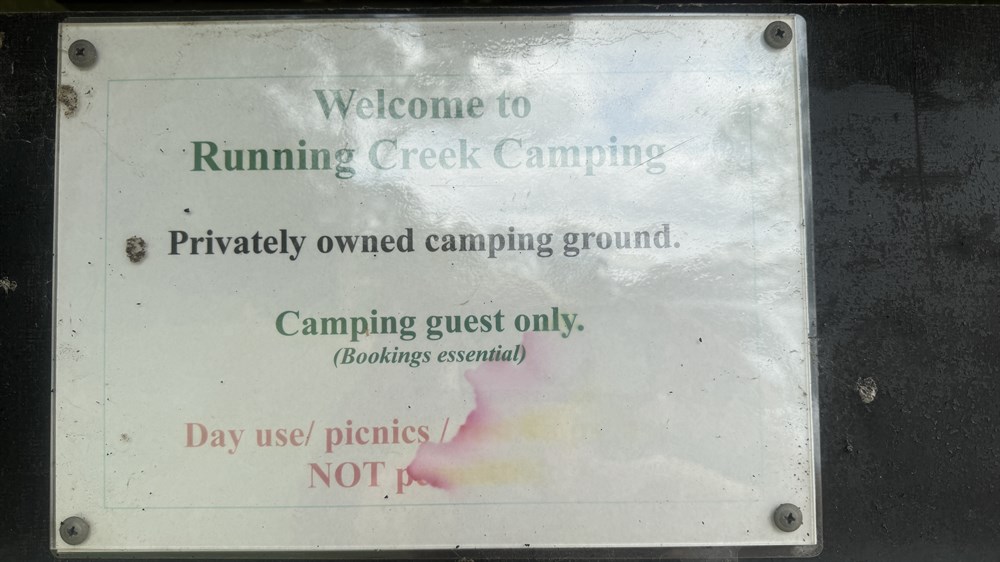 Welcome to
Running Creek Camping
Privately owned camping ground.
Camping guest only.
(Bookings essential)
Day use/ picnics /
NOT